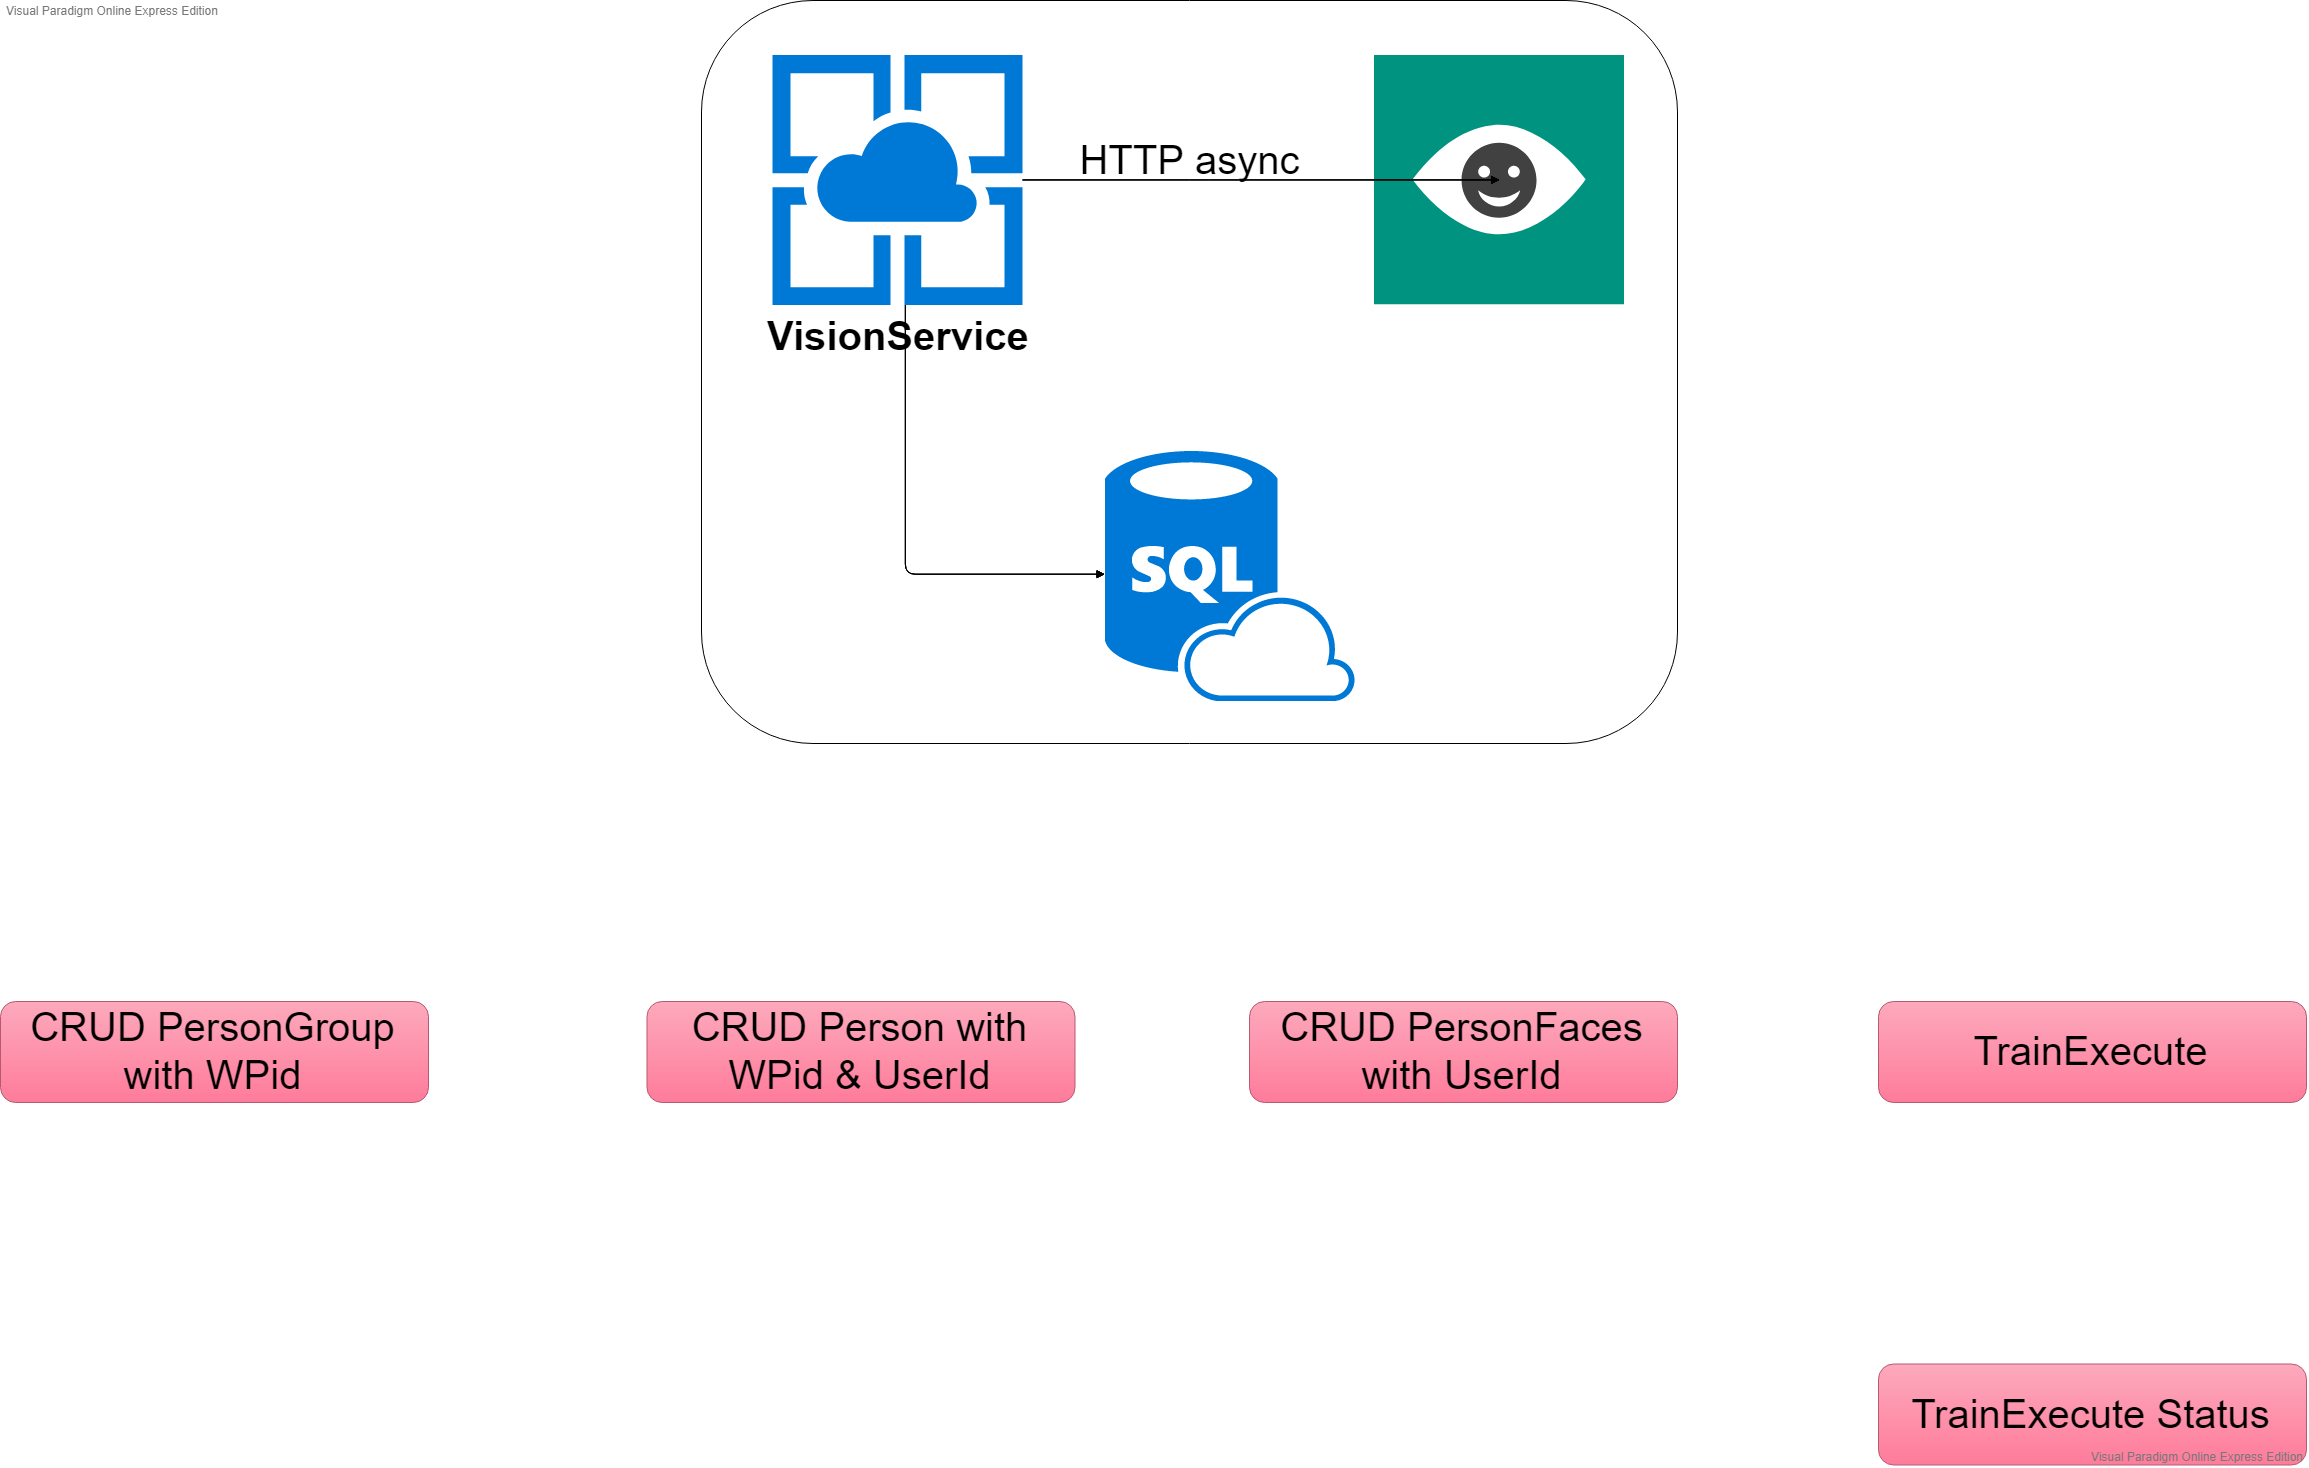 Visual Paradigm Online Express Edition
HTTP async
VisionService
SQL
CRUD PersonGroup
with WPid
CRUD Person with
WPid & UserId
CRUD PersonFaces
with UserId
TrainExecute
TrainExecute Status
Visual Paradigm Online Express Edition